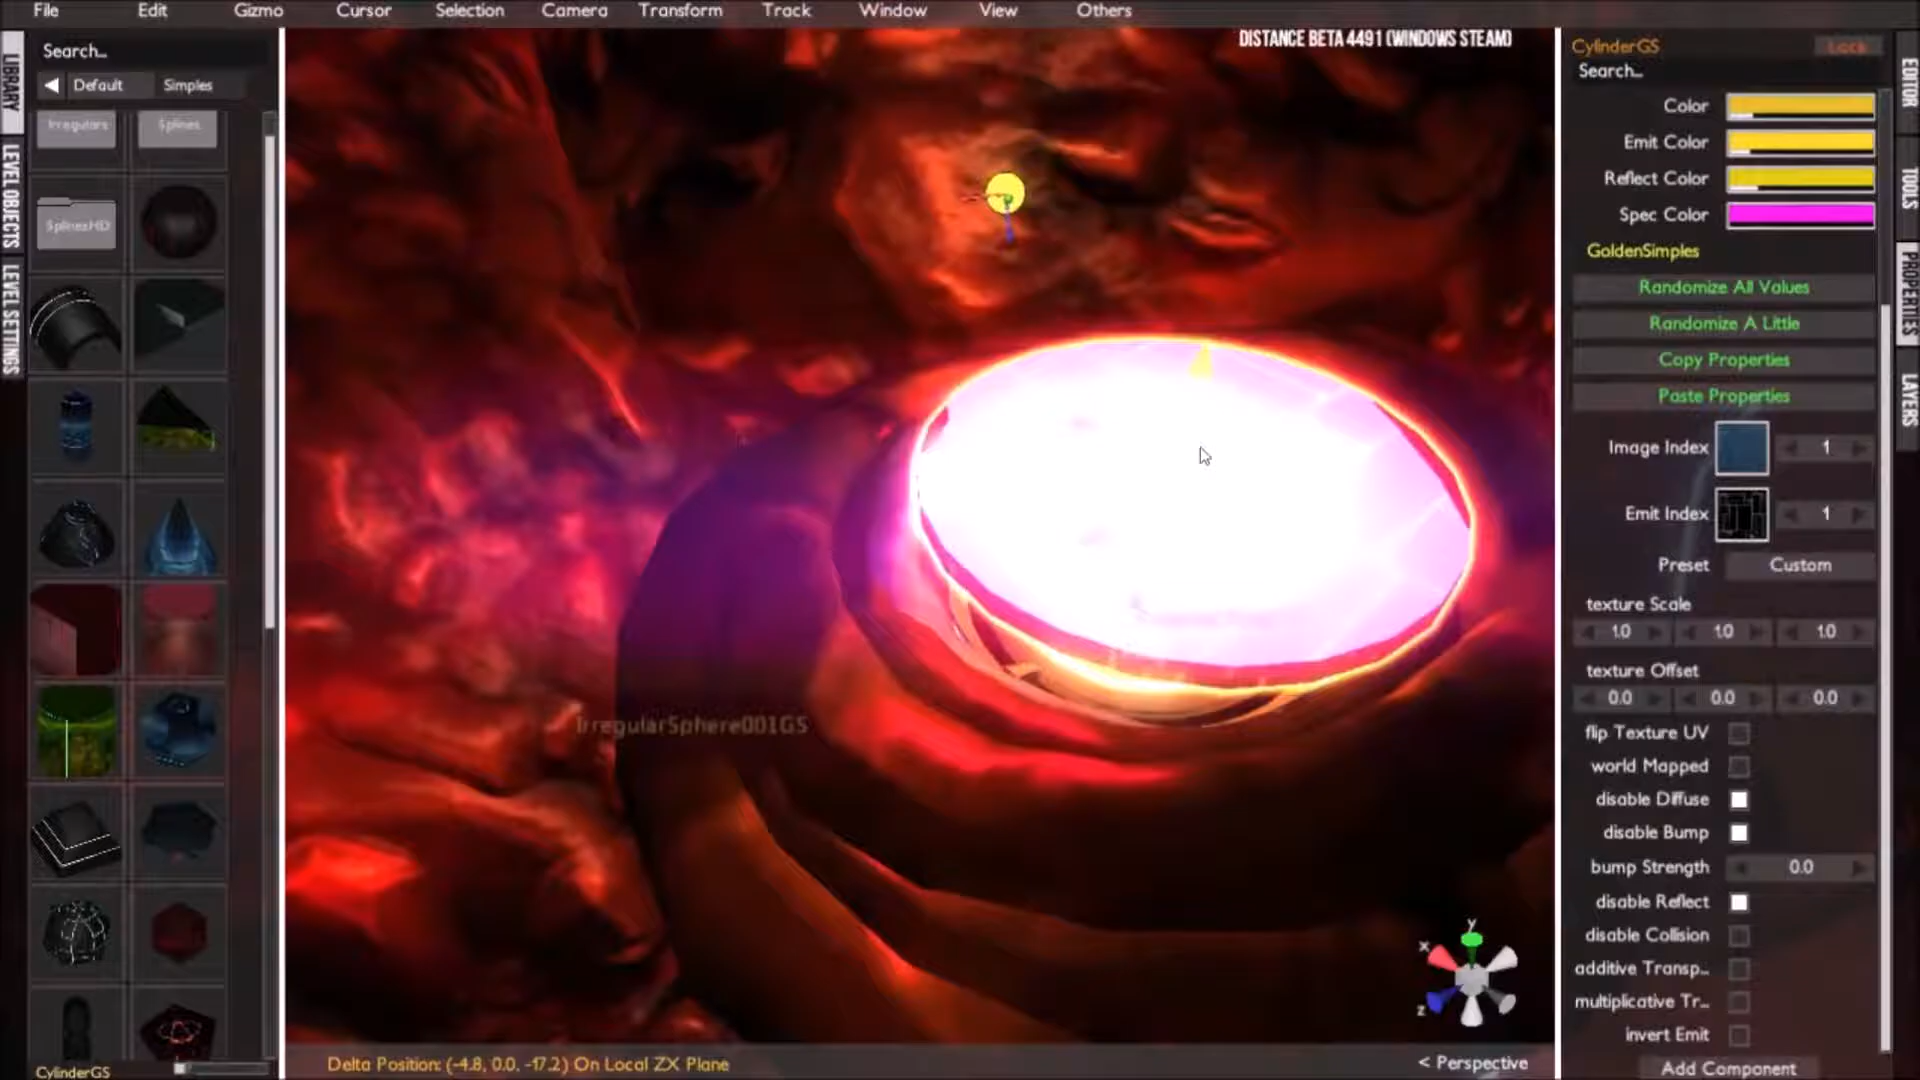 File Edit Gizmo Cursor Selection Camera Transform Track Window View Others
DISTANCE BETA 4491 (WINDOWS STEAM)
LIBRARY
LEVEL OBJECTS
LEVEL SETTINGS
Search...
Default Simples
Irregulars Splines
SplinesHD
CylinderGS
IrregularSphere001GS
Delta Position: (-4.8, 0.0, -17.2) On Local ZX Plane
y
x
z
< Perspective
CylinderGS Lock
Search...
Color
Emit Color
Reflect Color
Spec Color
GoldenSimples
Randomize All Values
Randomize A Little
Copy Properties
Paste Properties
Image Index 1
Emit Index 1
Preset Custom
texture Scale
1.0 1.0 1.0
texture Offset
0.0 0.0 0.0
flip Texture UV
world Mapped
disable Diffuse
disable Bump
bump Strength 0.0
disable Reflect
disable Collision
additive Transp...
multiplicative Tr...
invert Emit
Add Component
EDITOR
TOOLS
PROPERTIES
LAYERS